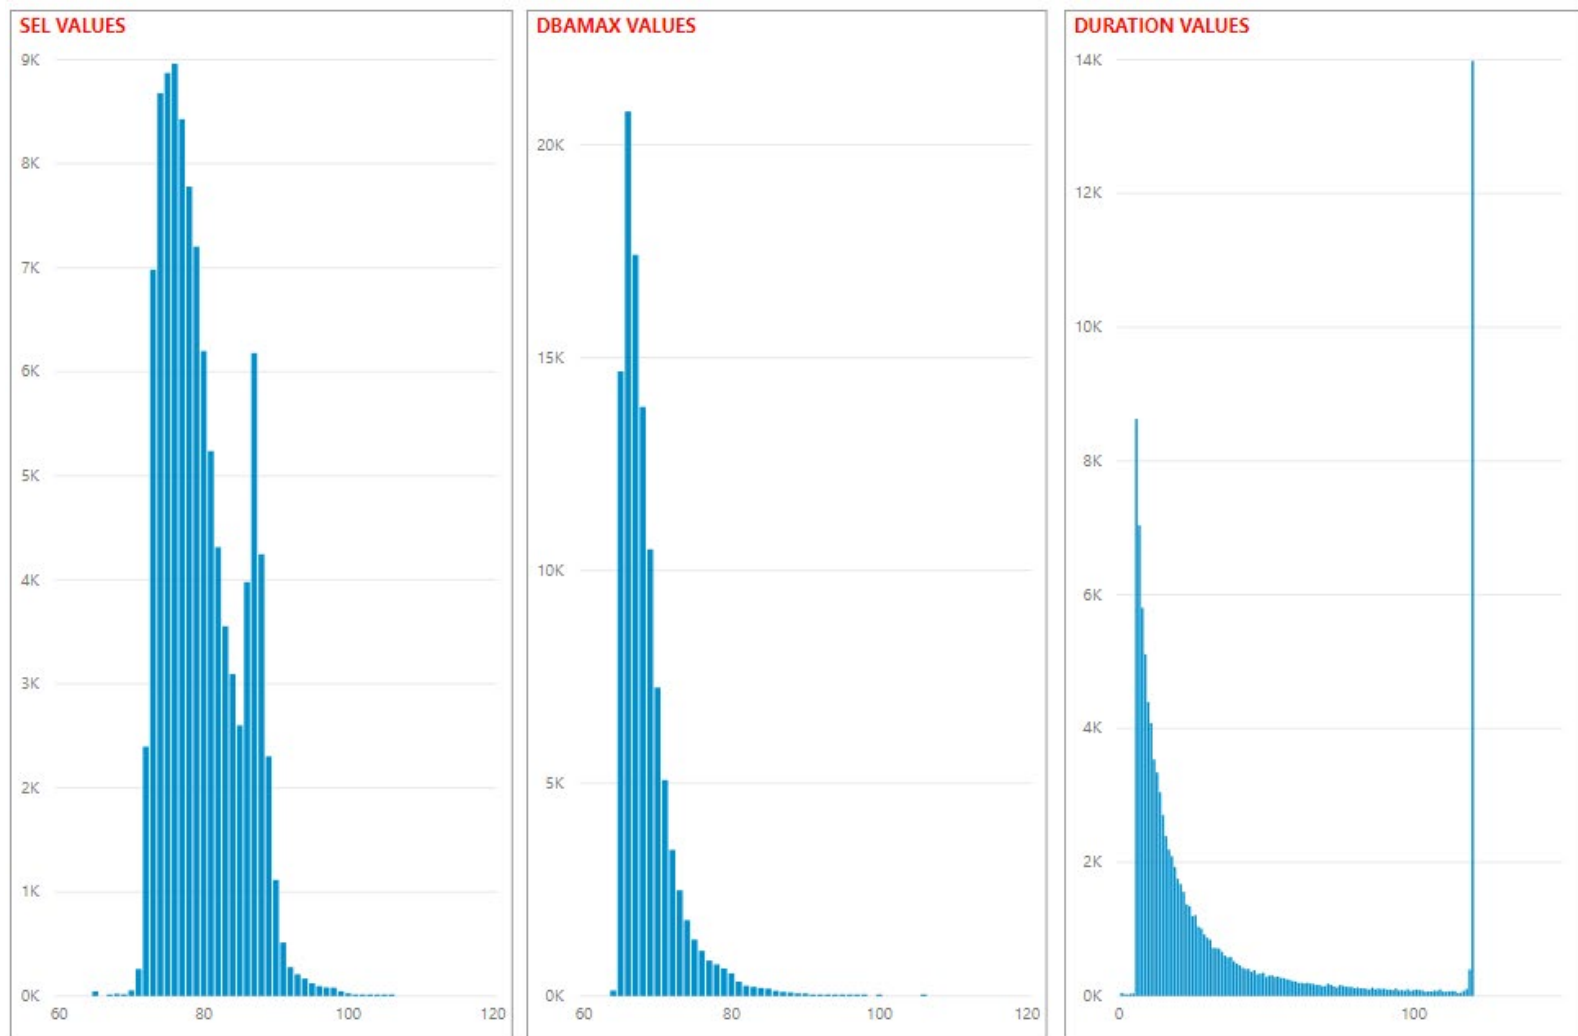 SEL VALUES
9K
8K
7K
6K
5K
4K
3K
2K
1K
0K
60 80 100 120
DBAMAX VALUES
20K
15K
10K
5K
0K
60 80 100 120
DURATION VALUES
14K
12K
10K
8K
6K
4K
2K
0K
0 100